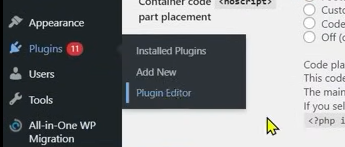 Appearance
Plugins 11
Users
Tools
All-in-One WP
Migration
Installed Plugins
Add New
Plugin Editor
Container code <noscript>
part placement
Custo
Code
Off (c
Code pla
This code
The main
If you sel
<?php i